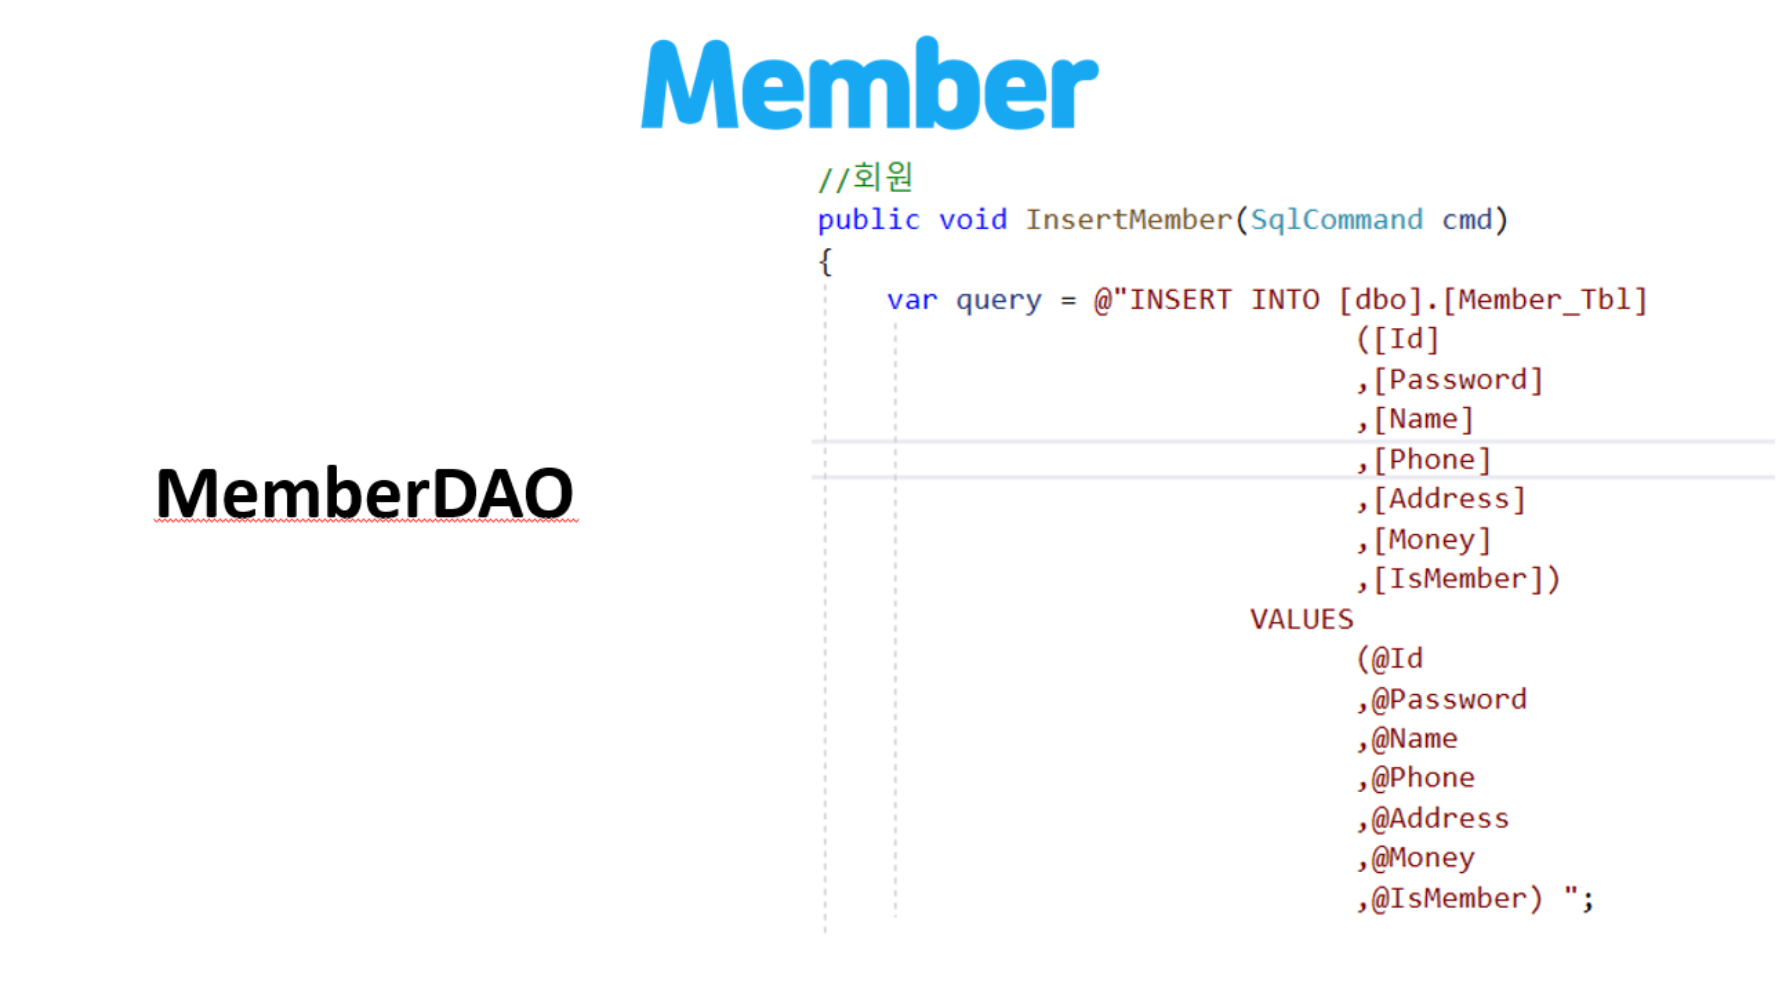 Member
MemberDAO
//회원
public void InsertMember(SqlCommand cmd)
{
var query = @"INSERT INTO [dbo].[Member_Tbl]
([Id]
,[Password]
,[Name]
,[Phone]
,[Address]
,[Money]
,[IsMember])
VALUES
(@Id
,@Password
,@Name
,@Phone
,@Address
,@Money
,@IsMember) ";